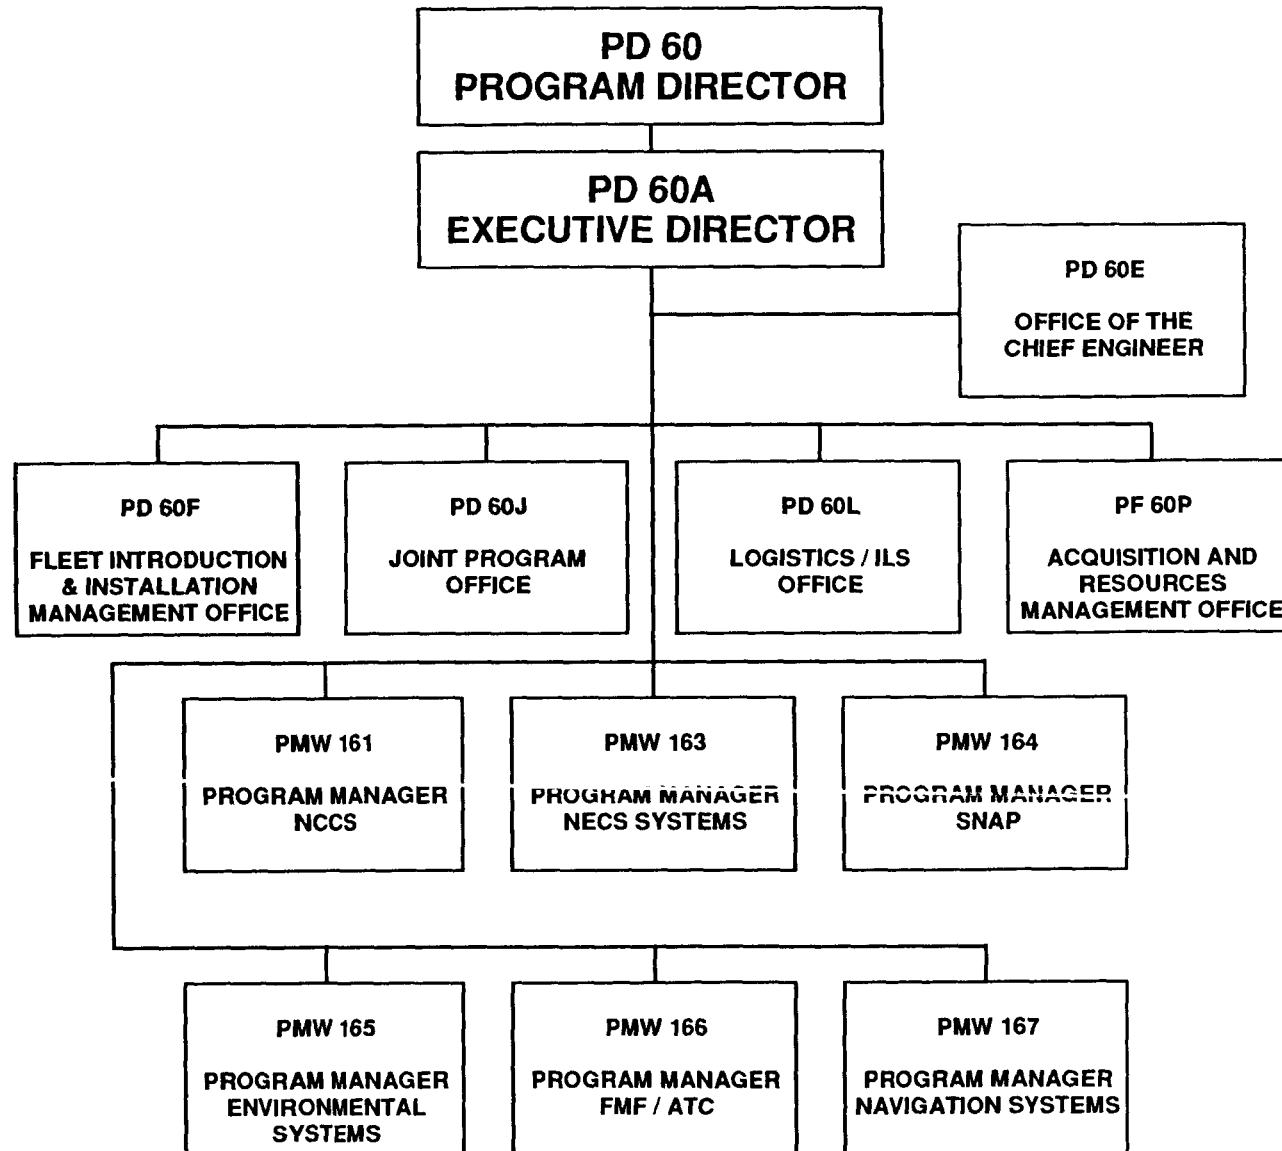 PD 60
PROGRAM DIRECTOR
PD 60A
EXECUTIVE DIRECTOR
PD 60E
OFFICE OF THE
CHIEF ENGINEER
PD 60F
FLEET INTRODUCTION
& INSTALLATION
MANAGEMENT OFFICE
PD 60J
JOINT PROGRAM
OFFICE
PD 60L
LOGISTICS / ILS
OFFICE
PF 60P
ACQUISITION AND
RESOURCES
MANAGEMENT OFFICE
PMW 161
PROGRAM MANAGER
NCCS
PMW 163
PROGRAM MANAGER
NECS SYSTEMS
PMW 164
PROGRAM MANAGER
SNAP
PMW 165
PROGRAM MANAGER
ENVIRONMENTAL
SYSTEMS
PMW 166
PROGRAM MANAGER
FMF / ATC
PMW 167
PROGRAM MANAGER
NAVIGATION SYSTEMS